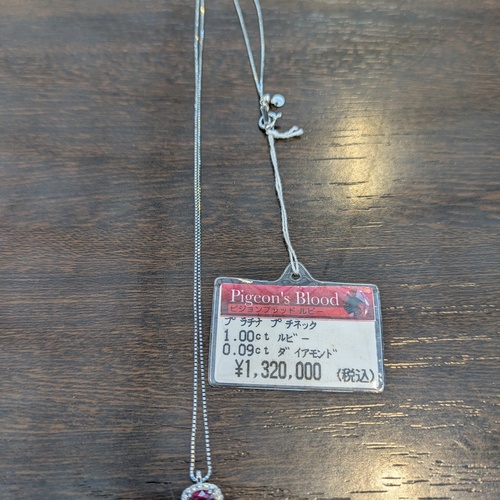 Pigeon's Blood
ピジョンブラッド ルビー
プラチナ プチネック
1.00ct ルビー
0.09ct ダイアモンド
¥1,320,000 (税込)